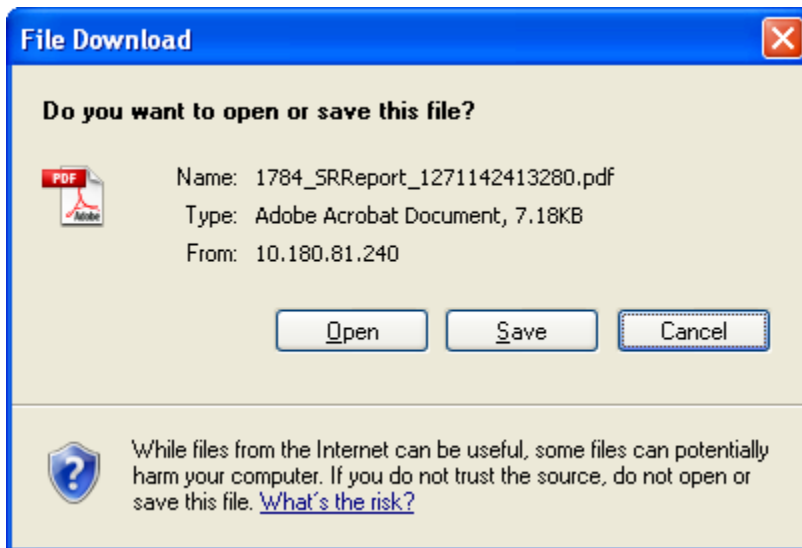 File Download
Do you want to open or save this file?
PDF
Adobe
Name: 1784_SRReport_1271142413280.pdf
Type: Adobe Acrobat Document, 7.18KB
From: 10.180.81.240
Open Save Cancel
While files from the Internet can be useful, some files can potentially
harm your computer. If you do not trust the source, do not open or
save this file. What's the risk?